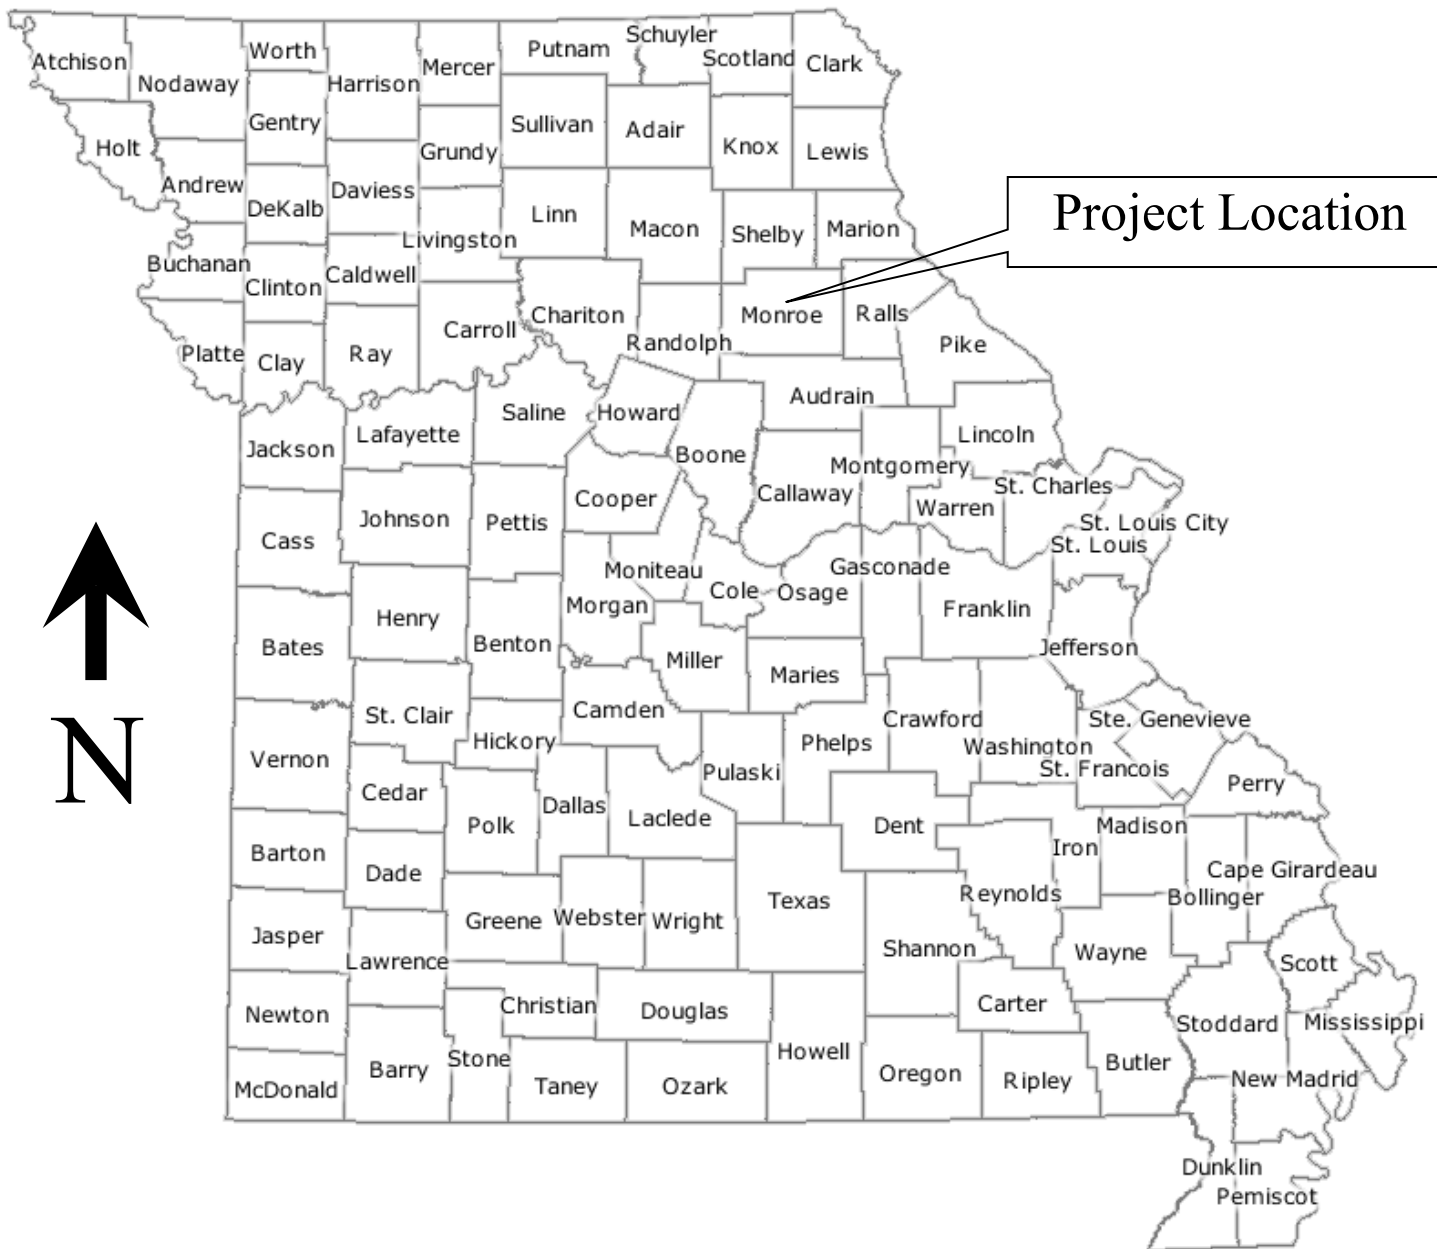 Schuyler
Worth
Putnam
Scotland
Atchison
Mercer
Clark
Nodaway
Harrison
Gentry
Sullivan
Adair
Holt
Grundy
Knox
Lewis
Andrew
Daviess
DeKalb
Linn
Project Location
Macon
Shelby
Marion
Livingston
Buchanan
Caldwell
Clinton
Chariton
Monroe
Ralls
Carroll
Randolph
Pike
Platte
Clay
Ray
Audrain
Saline
Howard
Lafayette
Lincoln
Jackson
Boone
Montgomery
St. Charles
Callaway
Cooper
Warren
Johnson
Pettis
St. Louis City
Cass
St. Louis
Gasconade
Moniteau
Cole
Osage
Morgan
Franklin
Henry
Benton
Bates
Jefferson
Miller
Maries
Camden
St. Clair
Crawford
Ste. Genevieve
Hickory
Phelps
Washington
N
Vernon
St. Francois
Pulaski
Perry
Cedar
Dallas
Laclede
Polk
Dent
Madison
Iron
Barton
Dade
Cape Girardeau
Reynolds
Texas
Bollinger
Greene
Webster
Wright
Jasper
Shannon
Wayne
Lawrence
Scott
Christian
Carter
Douglas
Newton
Stoddard
Mississippi
Howell
Stone
Butler
Barry
Oregon
New Madrid
Ripley
McDonald
Taney
Ozark
Dunklin
Pemiscot